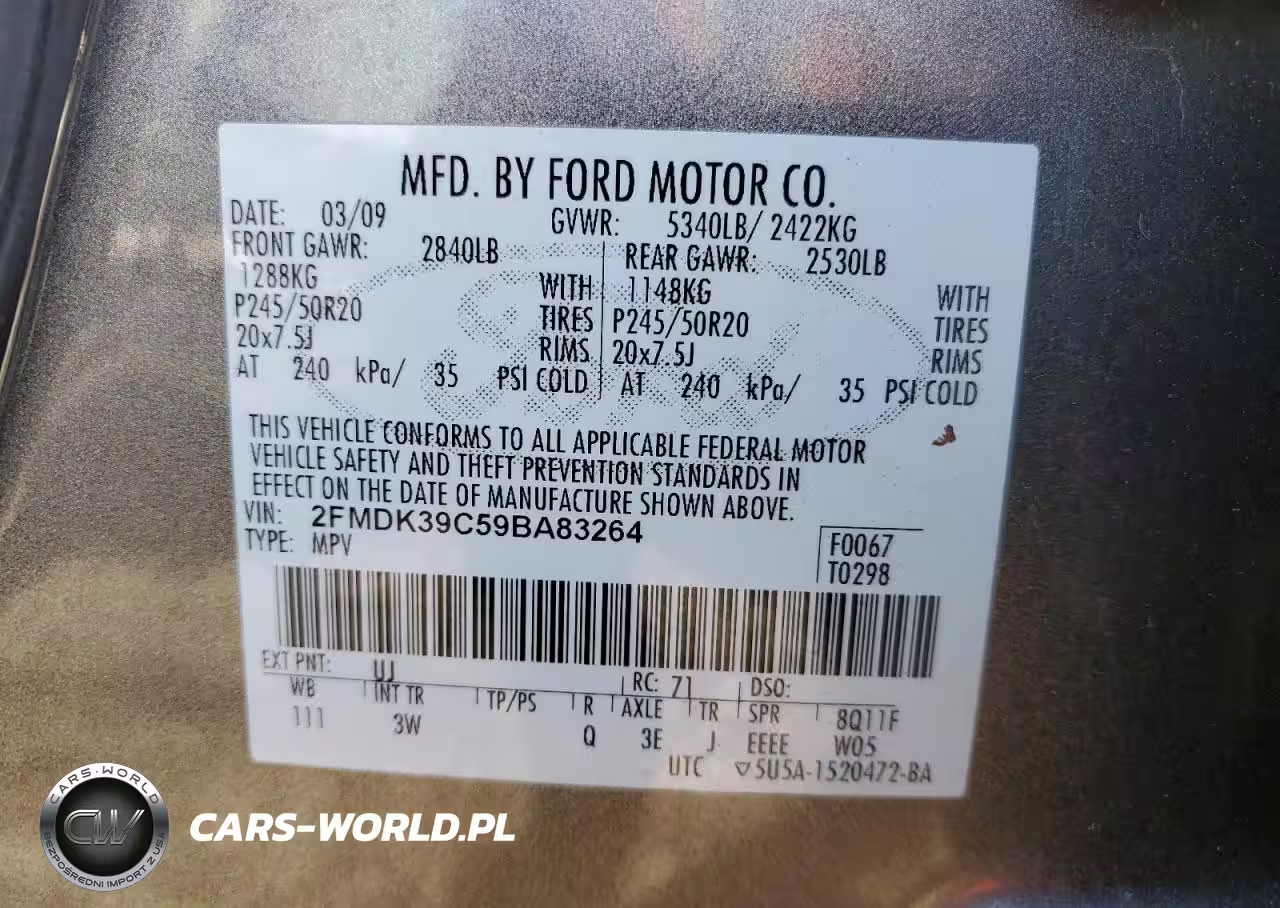 MFD. BY FORD MOTOR CO.
DATE: 03/09 GVWR: 5340LB/ 2422KG
FRONT GAWR: 2840LB REAR GAWR: 2530LB
1288KG WITH 1148KG WITH
P245/50R20 TIRES P245/50R20 TIRES
20x7.5J RIMS 20x7.5J RIMS
AT 240 kPa/ 35 PSI COLD AT 240 kPa/ 35 PSI COLD
THIS VEHICLE CONFORMS TO ALL APPLICABLE FEDERAL MOTOR
VEHICLE SAFETY AND THEFT PREVENTION STANDARDS IN
EFFECT ON THE DATE OF MANUFACTURE SHOWN ABOVE.
VIN: 2FMDK39C59BA83264
TYPE: MPV
F0067
T0298
EXT PNT: UJ RC: 71 DSO:
WB INT TR TP/PS R AXLE TR SPR 8Q11F
111 3W Q 3E J EEEE W05
UTC ▽5U5A-1520472-BA
CARS-WORLD
CW
BEZPOŚREDNI IMPORT Z USA
CARS-WORLD.PL